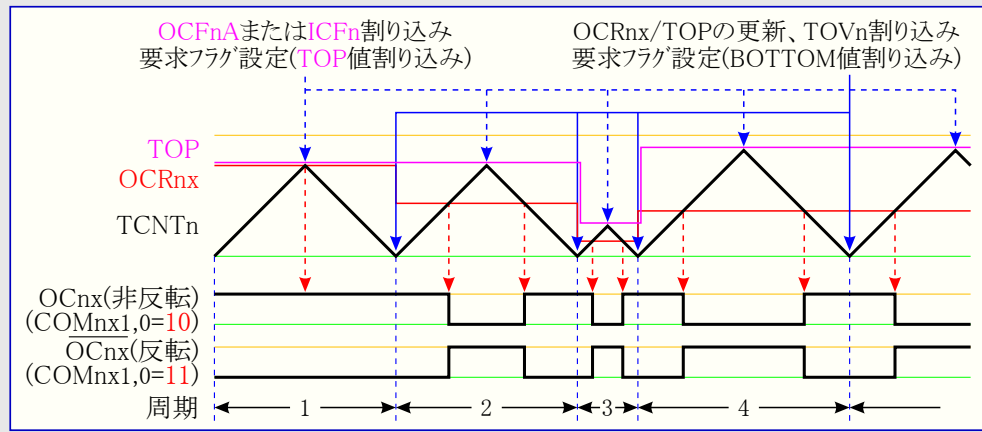 OCFnAまたはICFn割り込み
要求フラグ設定(TOP値割り込み)
OCRnx/TOPの更新、TOVn割り込み
要求フラグ設定(BOTTOM値割り込み)
TOP
OCRnx
TCNTn
OCnx(非反転)
(COMnx1,0=10)
OCnx(反転)
(COMnx1,0=11)
周期
1
2
3
4